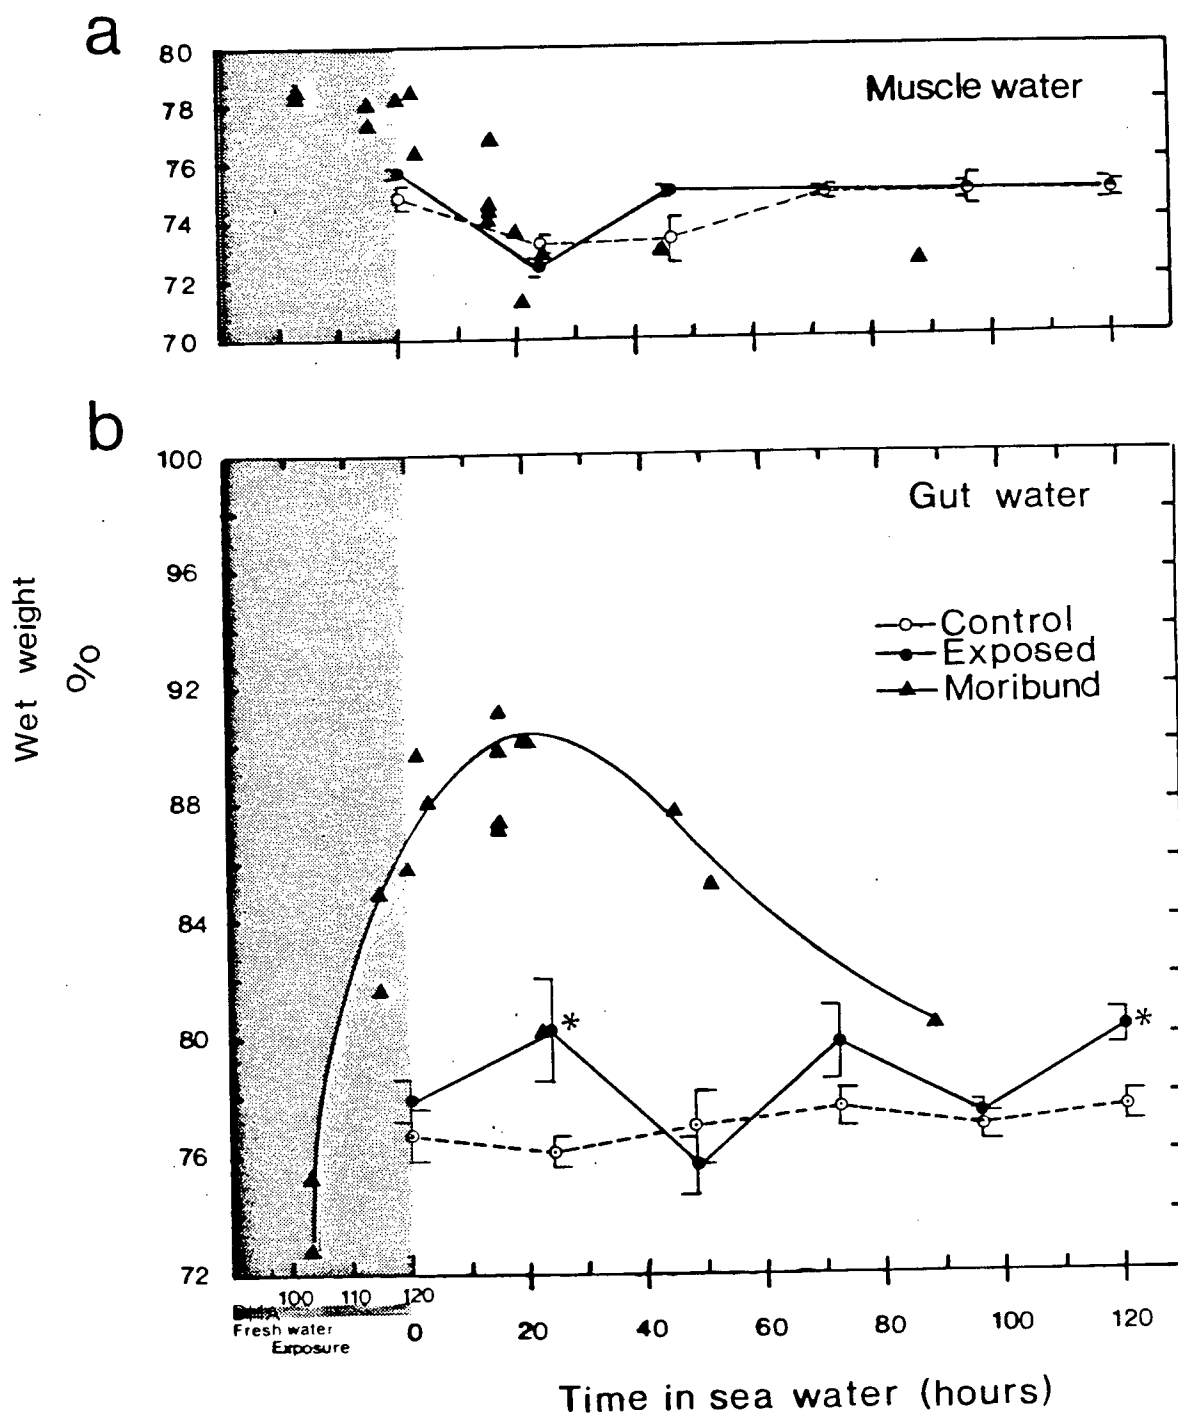 a
80
Muscle water
78
76
74
72
70
b
100
Gut water
96
Control
Exposed
Moribund
92
Wet weight
%
88
84
80
*
*
76
72
100 110 120
Fresh water
Exposure
0 20 40 60 80 100 120
Time in sea water (hours)